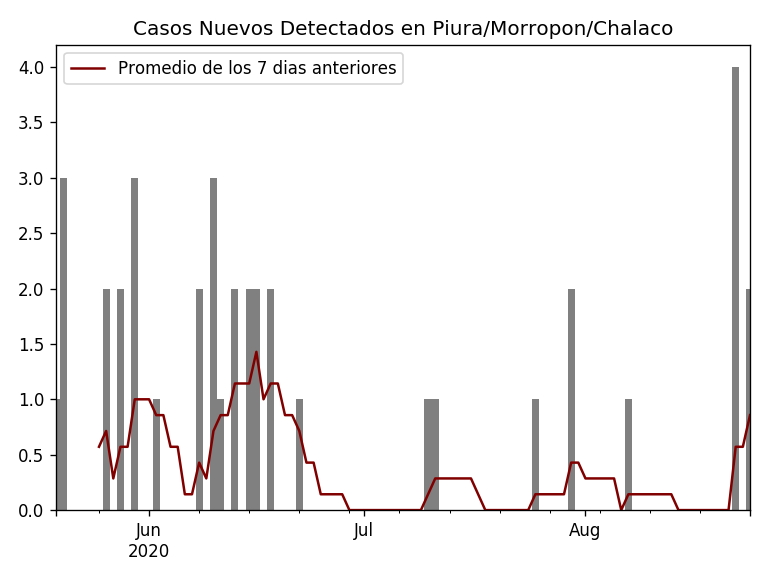 Casos Nuevos Detectados en Piura/Morropon/Chalaco
Promedio de los 7 dias anteriores
4.0
3.5
3.0
2.5
2.0
1.5
1.0
0.5
0.0
Jun
2020
Jul
Aug